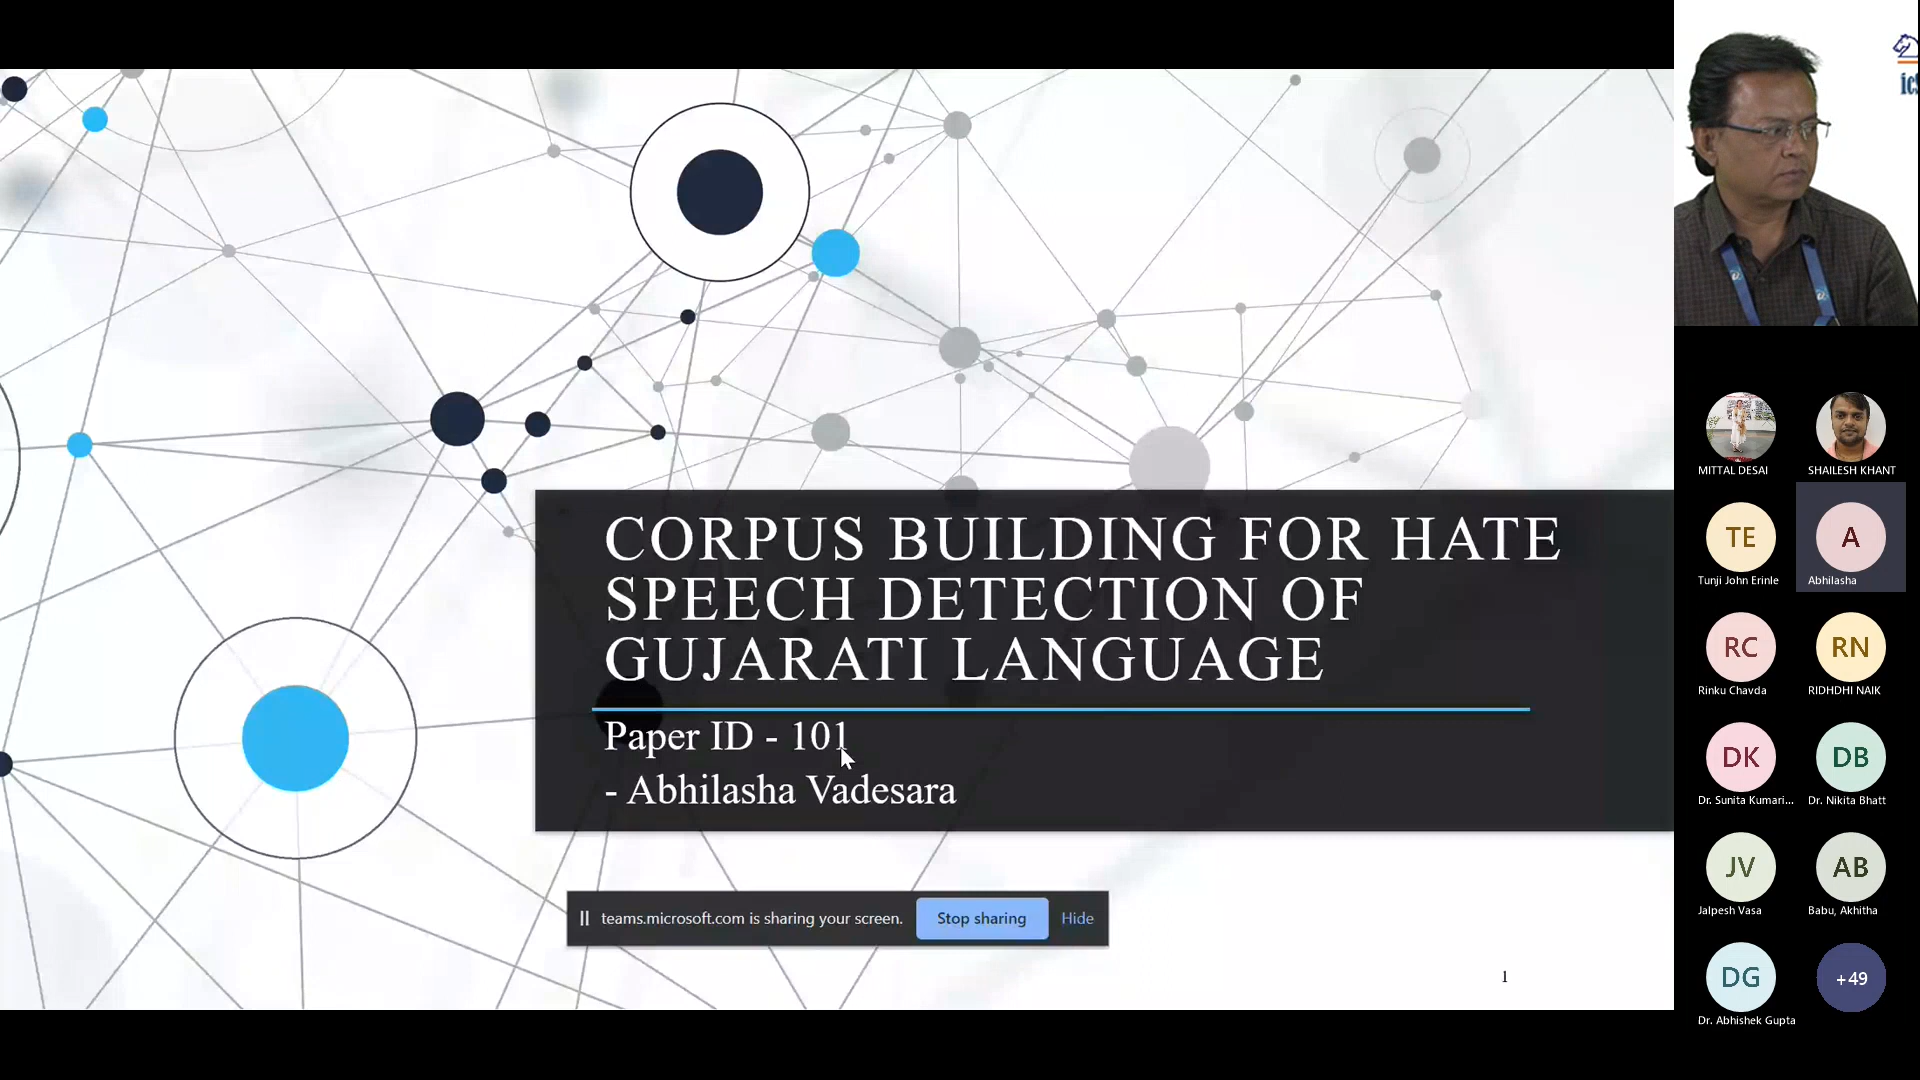 CORPUS BUILDING FOR HATE
SPEECH DETECTION OF
GUJARATI LANGUAGE
Paper ID - 101
- Abhilasha Vadesara
teams.microsoft.com is sharing your screen.
Stop sharing
Hide
1
MITTAL DESAI
SHAILESH KHANT
TE
Tunji John Erinle
A
Abhilasha
RC
Rinku Chavda
RN
RIDHDHI NAIK
DK
Dr. Sunita Kumari...
DB
Dr. Nikita Bhatt
JV
Jalpesh Vasa
AB
Babu, Akhitha
DG
Dr. Abhishek Gupta
+49